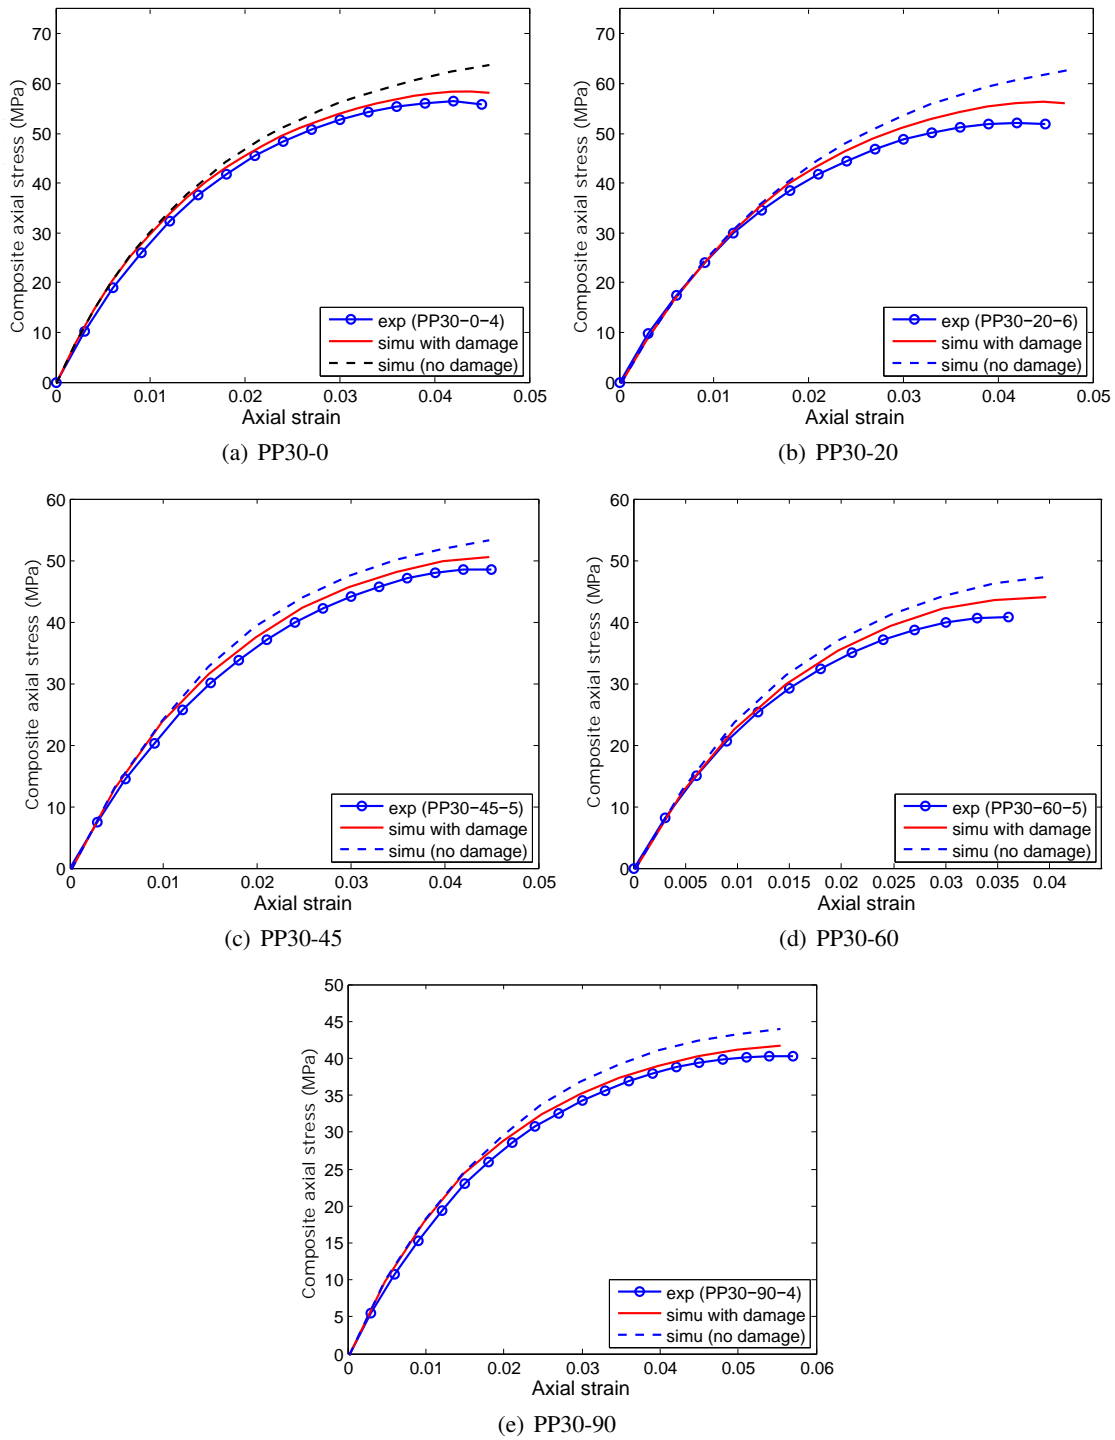 Composite axial stress (MPa)
70
60
50
40
30
20
10
0
exp (PP30−0−4)
simu with damage
simu (no damage)
0 0.01 0.02 0.03 0.04 0.05
Axial strain
(a) PP30-0
Composite axial stress (MPa)
70
60
50
40
30
20
10
0
exp (PP30−20−6)
simu with damage
simu (no damage)
0 0.01 0.02 0.03 0.04 0.05
Axial strain
(b) PP30-20
Composite axial stress (MPa)
60
50
40
30
20
10
0
exp (PP30−45−5)
simu with damage
simu (no damage)
0 0.01 0.02 0.03 0.04 0.05
Axial strain
(c) PP30-45
Composite axial stress (MPa)
60
50
40
30
20
10
0
exp (PP30−60−5)
simu with damage
simu (no damage)
0 0.005 0.01 0.015 0.02 0.025 0.03 0.035 0.04
Axial strain
(d) PP30-60
Composite axial stress (MPa)
50
45
40
35
30
25
20
15
10
5
0
exp (PP30−90−4)
simu with damage
simu (no damage)
0 0.01 0.02 0.03 0.04 0.05 0.06
Axial strain
(e) PP30-90